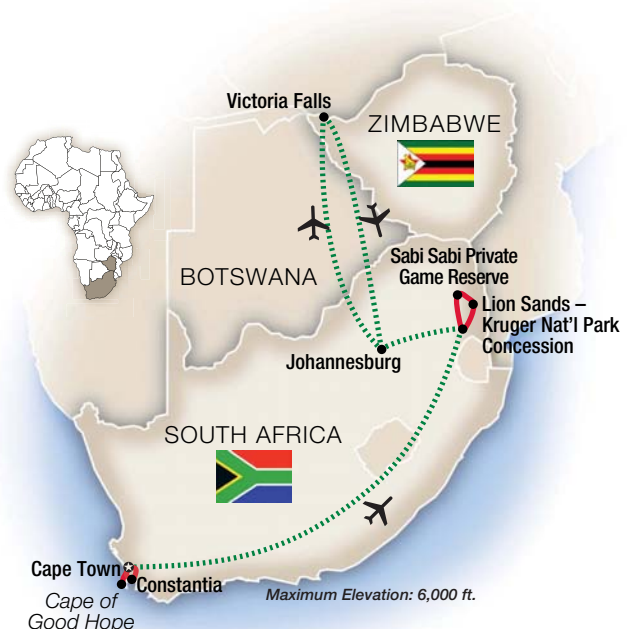 Victoria Falls
ZIMBABWE
Sabi Sabi Private
Game Reserve
BOTSWANA
Lion Sands –
Kruger Nat'l Park
Concession
Johannesburg
SOUTH AFRICA
Cape Town
Constantia
Cape of
Good Hope
Maximum Elevation: 6,000 ft.